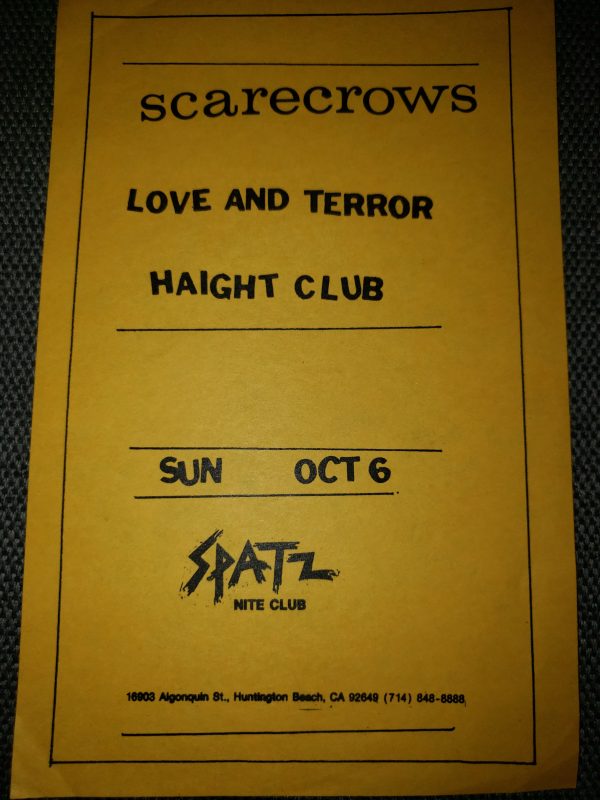 scarecrows
LOVE AND TERROR
HAIGHT CLUB
SUN OCT 6
SPATZ
NITE CLUB
16903 Algonquin St., Huntington Beach, CA 92649 (714) 848-8888